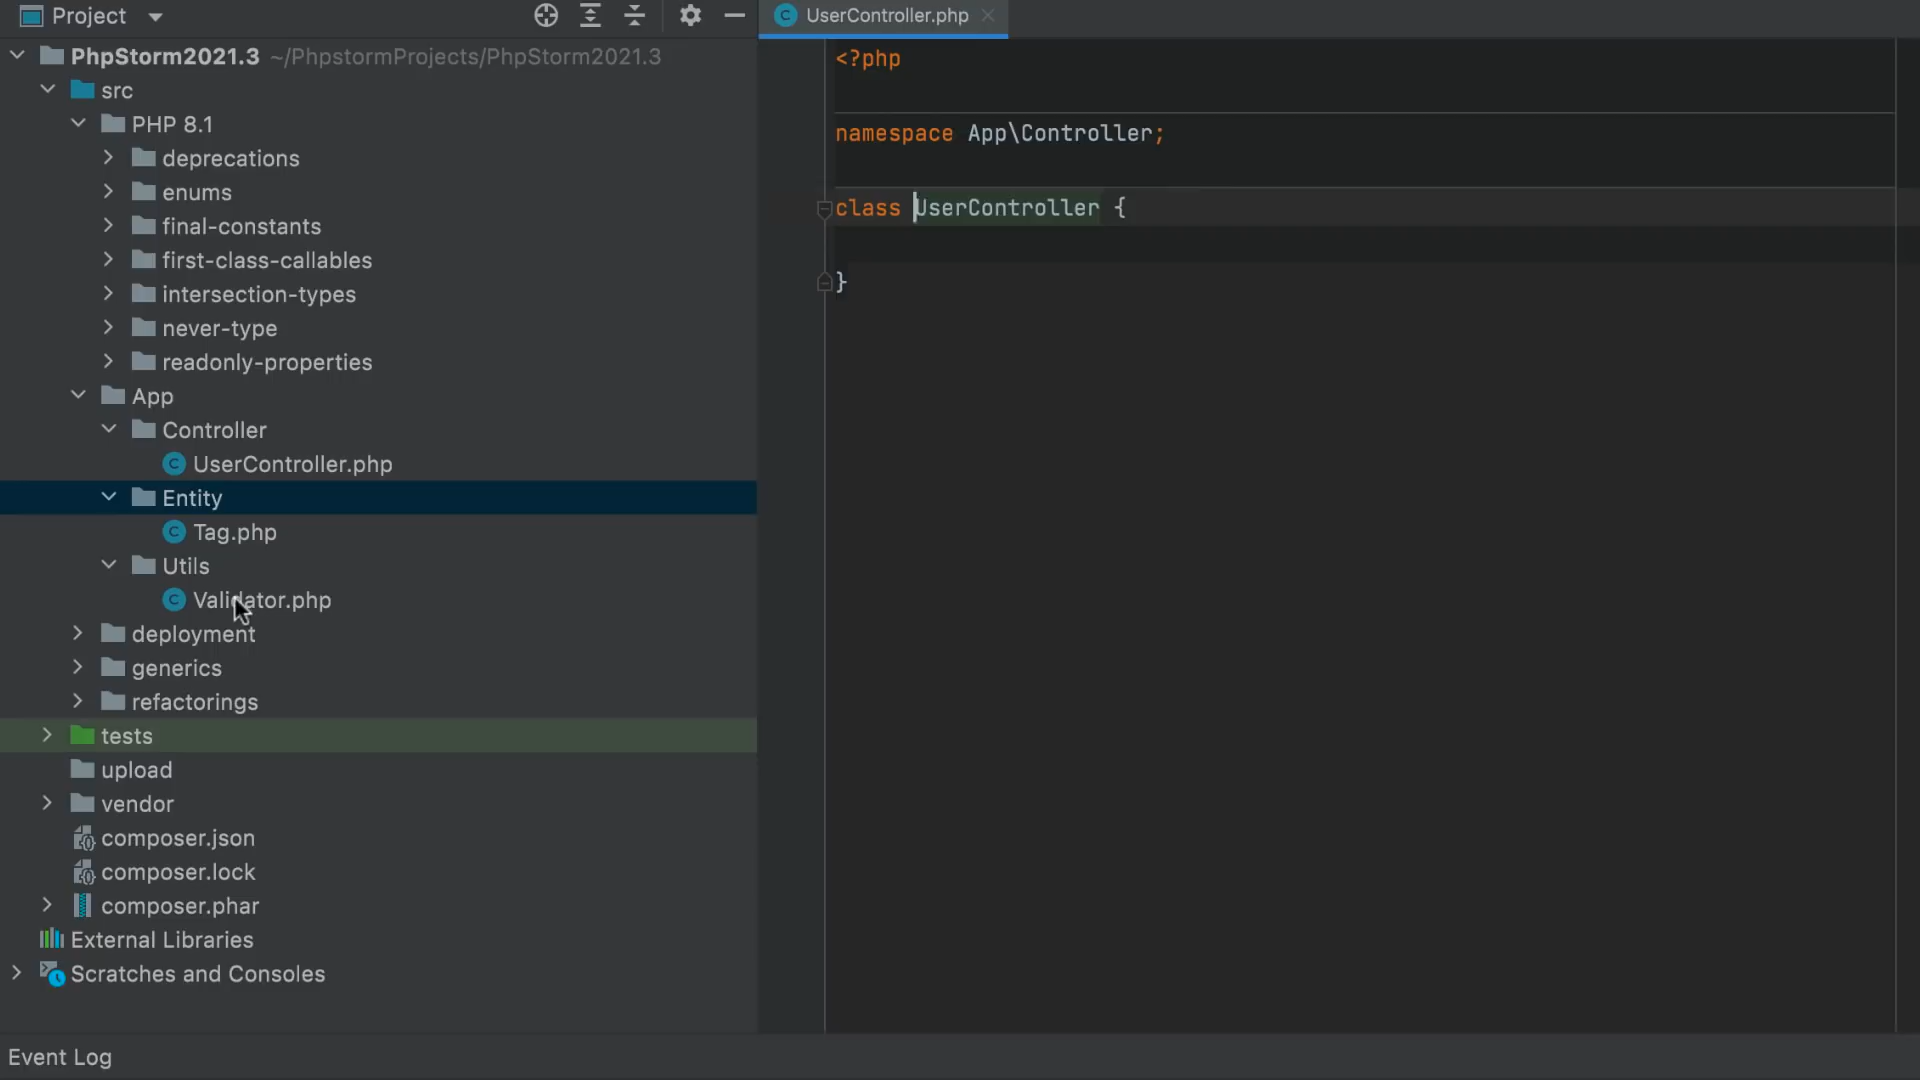 Project
UserController.php
PhpStorm2021.3 ~/PhpstormProjects/PhpStorm2021.3
src
PHP 8.1
deprecations
enums
final-constants
first-class-callables
intersection-types
never-type
readonly-properties
App
Controller
UserController.php
Entity
Tag.php
Utils
Validator.php
deployment
generics
refactorings
tests
upload
vendor
composer.json
composer.lock
composer.phar
External Libraries
Scratches and Consoles
<?php
namespace App\Controller;
class UserController {
}
Event Log